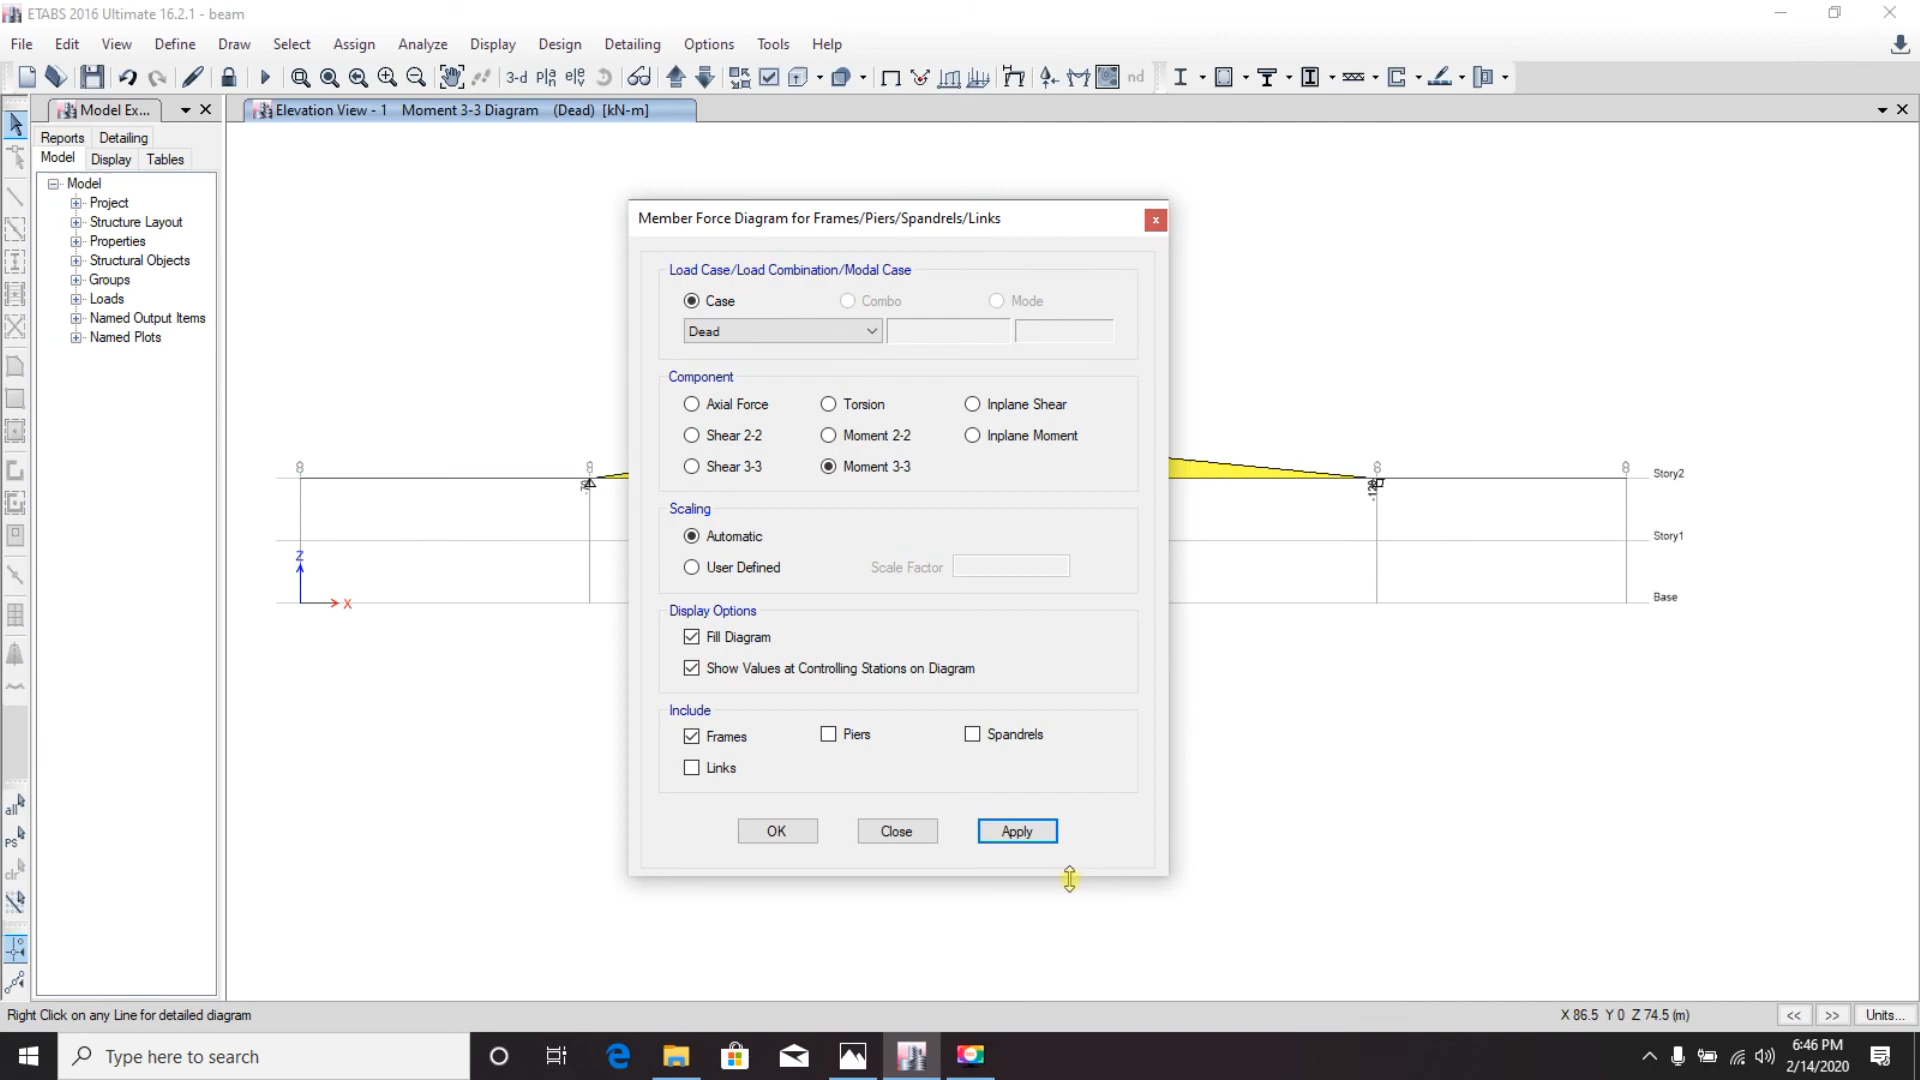 ETABS 2016 Ultimate 16.2.1 - beam
File Edit View Define Draw Select Assign Analyze Display Design Detailing Options Tools Help
3-d Pln ele nd
Model Ex...
Elevation View - 1 Moment 3-3 Diagram (Dead) [kN-m]
Reports Detailing
Model Display Tables
Model
Project
Structure Layout
Properties
Structural Objects
Groups
Loads
Named Output Items
Named Plots
Member Force Diagram for Frames/Piers/Spandrels/Links
x
Load Case/Load Combination/Modal Case
Case Combo Mode
Dead
Component
Axial Force Torsion Inplane Shear
Shear 2-2 Moment 2-2 Inplane Moment
Shear 3-3 Moment 3-3
Scaling
Automatic
User Defined Scale Factor
Display Options
Fill Diagram
Show Values at Controlling Stations on Diagram
Include
Frames Piers Spandrels
Links
OK Close Apply
Story2
Story1
Base
Z
X
all
PS
clr
Right Click on any Line for detailed diagram
X 86.5 Y 0 Z 74.5 (m)
<< >> Units...
Type here to search
6:46 PM
2/14/2020